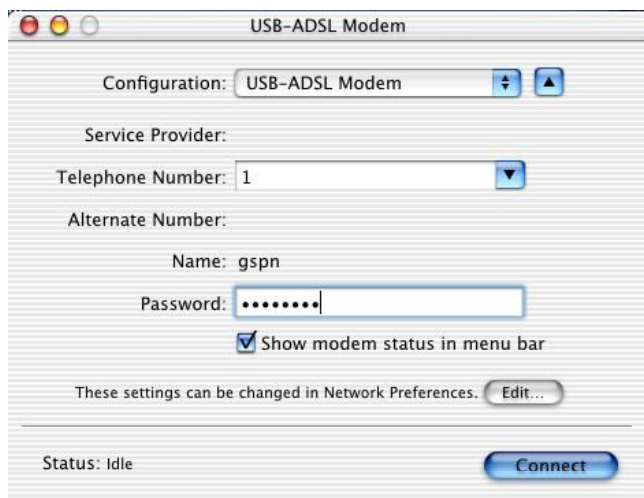 USB-ADSL Modem
Configuration: USB-ADSL Modem
Service Provider:
Telephone Number: 1
Alternate Number:
Name: gspn
Password: ••••••••
Show modem status in menu bar
These settings can be changed in Network Preferences. Edit...
Status: Idle Connect